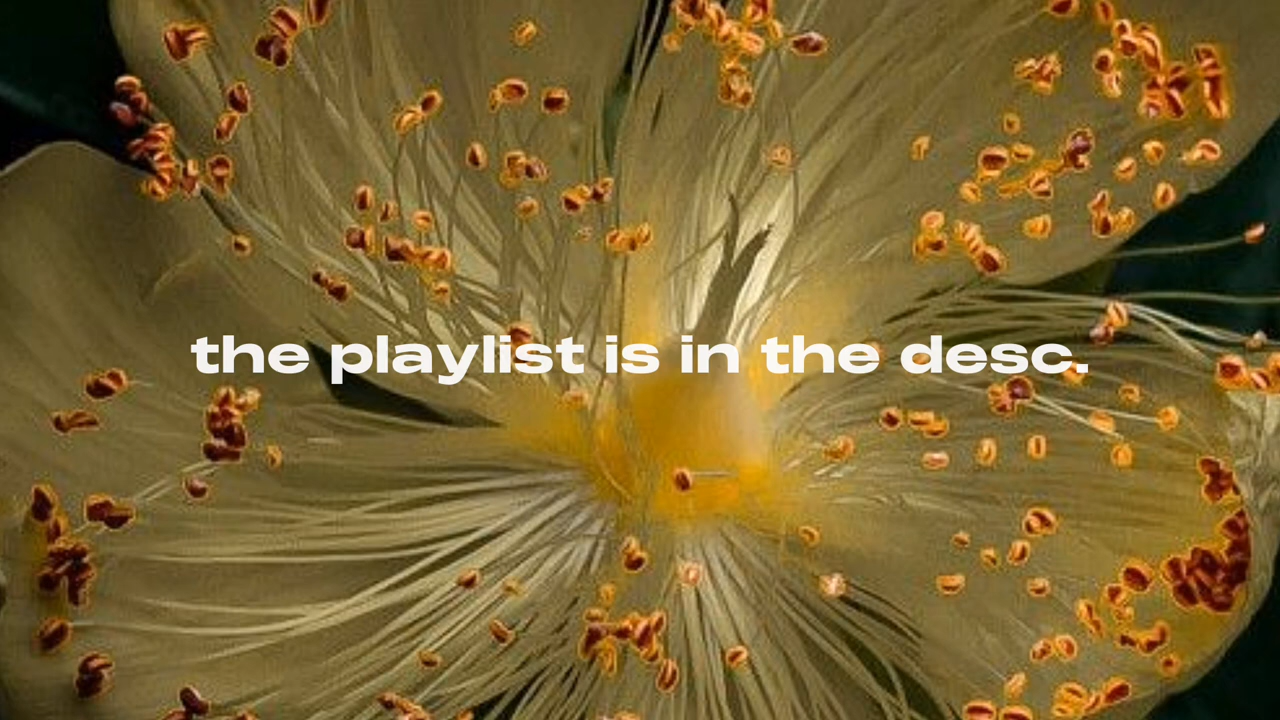 the playlist is in the desc.